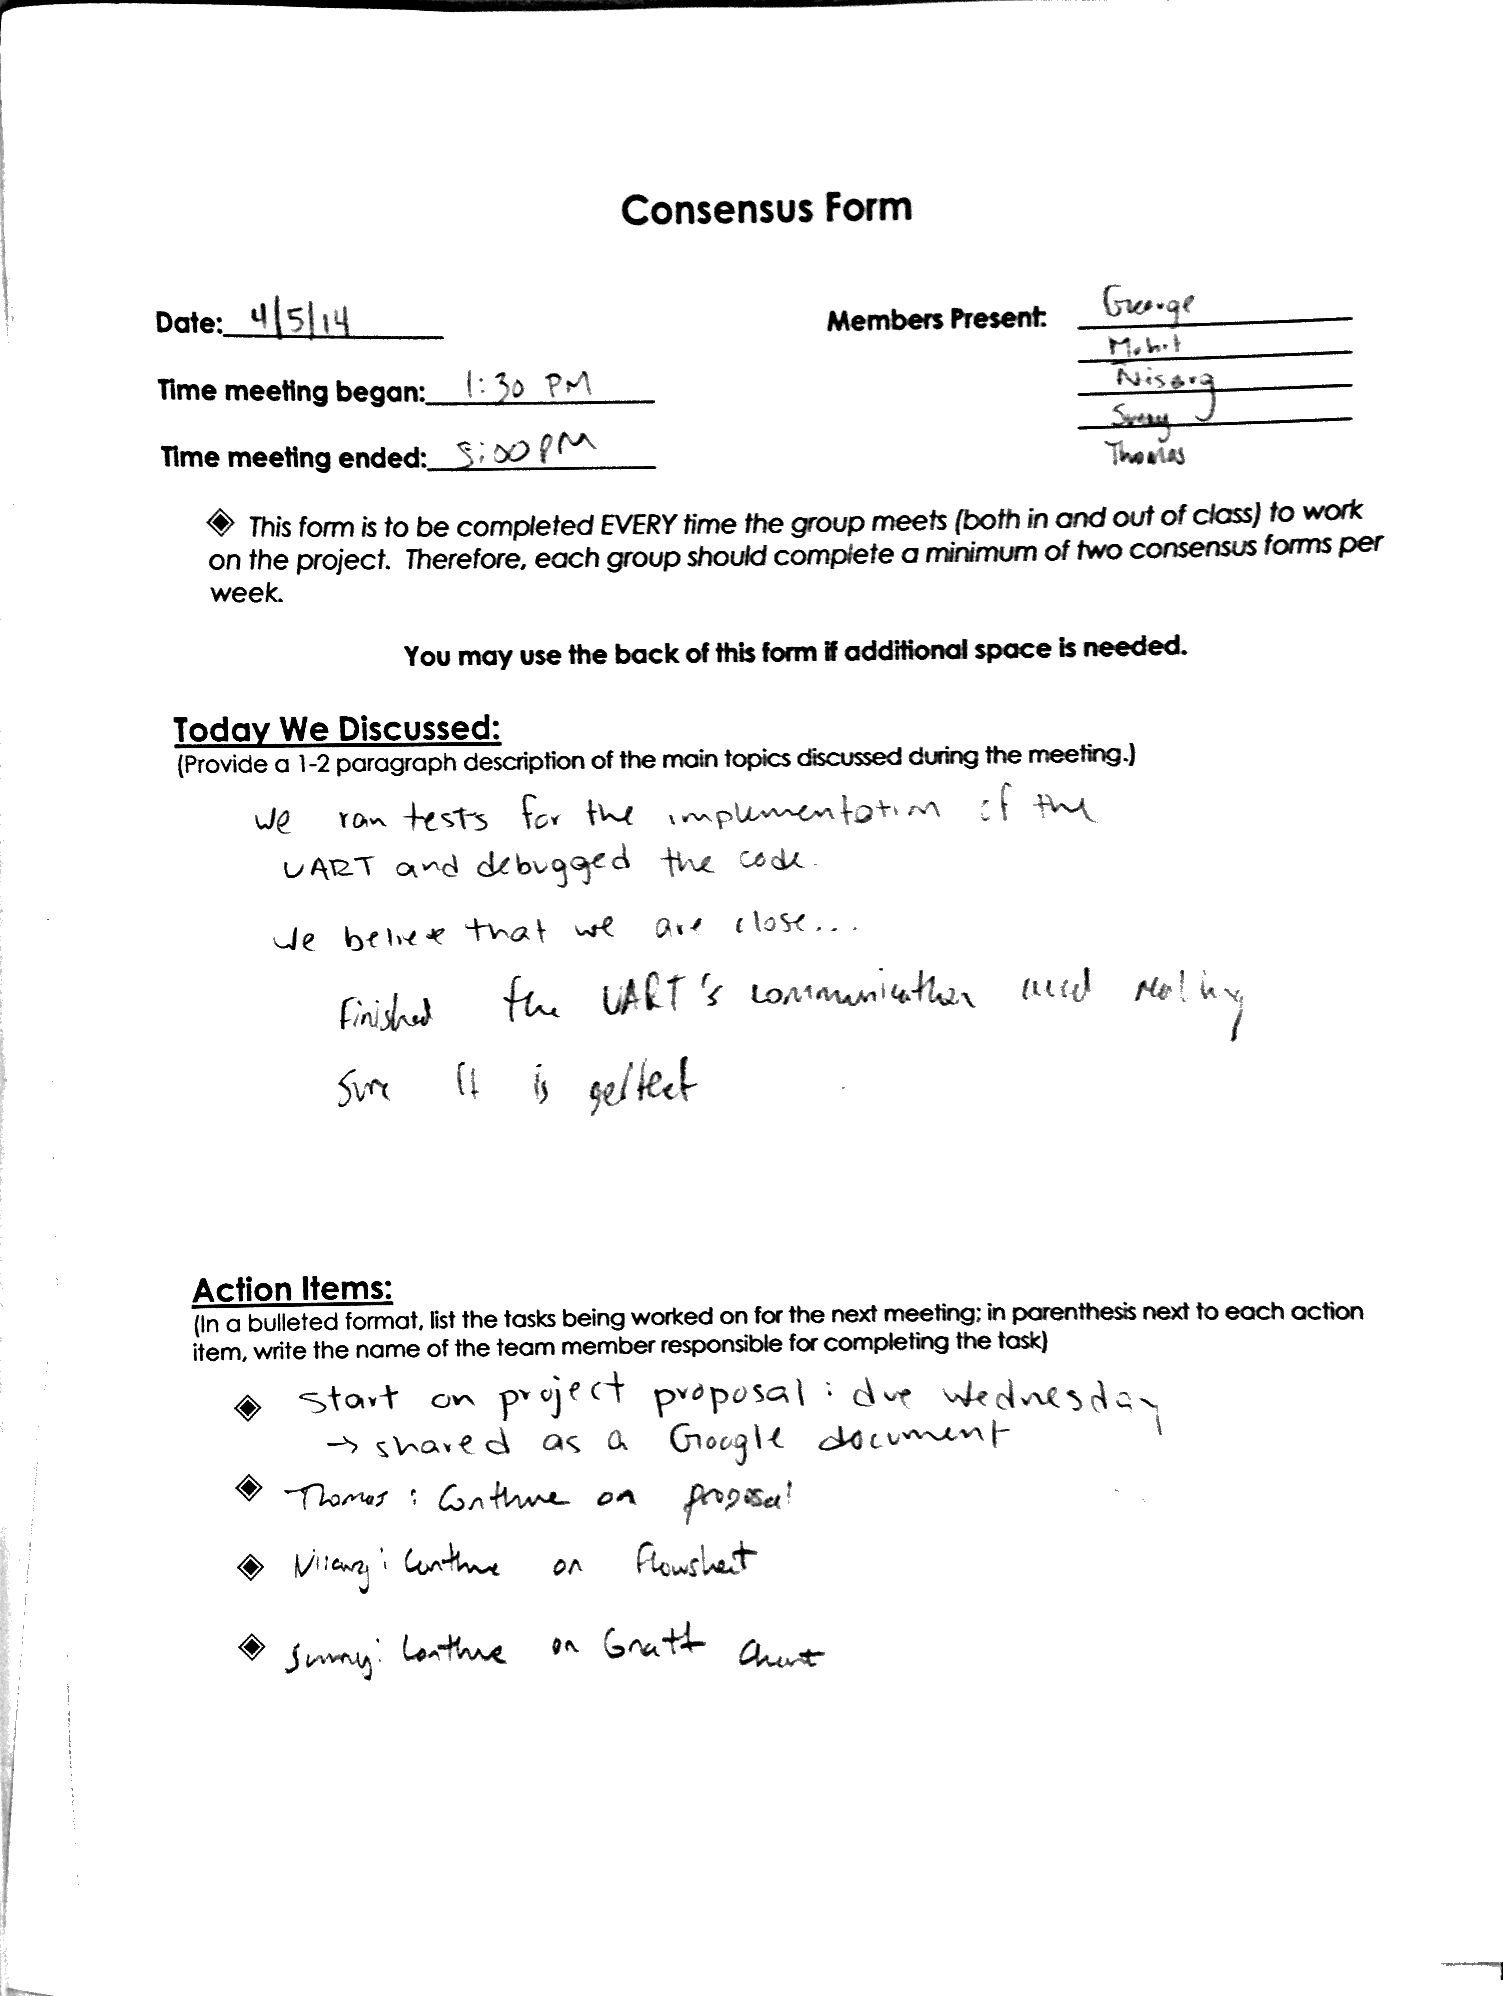 Consensus Form
Date: 4/5/14
Members Present:
George
Mohit
Nisarg
Sunny
Thomas
Time meeting began: 1:30 PM
Time meeting ended: 5:00 PM
This form is to be completed EVERY time the group meets (both in and out of class) to work
on the project. Therefore, each group should complete a minimum of two consensus forms per
week.
You may use the back of this form if additional space is needed.
Today We Discussed:
(Provide a 1-2 paragraph description of the main topics discussed during the meeting.)
We ran tests for the implementation of the
UART and debugged the code.
We believe that we are close...
Finished the UART's communication and making
sure it is perfect
Action Items:
(In a bulleted format, list the tasks being worked on for the next meeting; in parenthesis next to each action
item, write the name of the team member responsible for completing the task)
Start on project proposal: due Wednesday
→ shared as a Google document
Thomas: Continue on proposal
Nisarg: Continue on Flowsheet
Sunny: Continue on Gnatt Chart